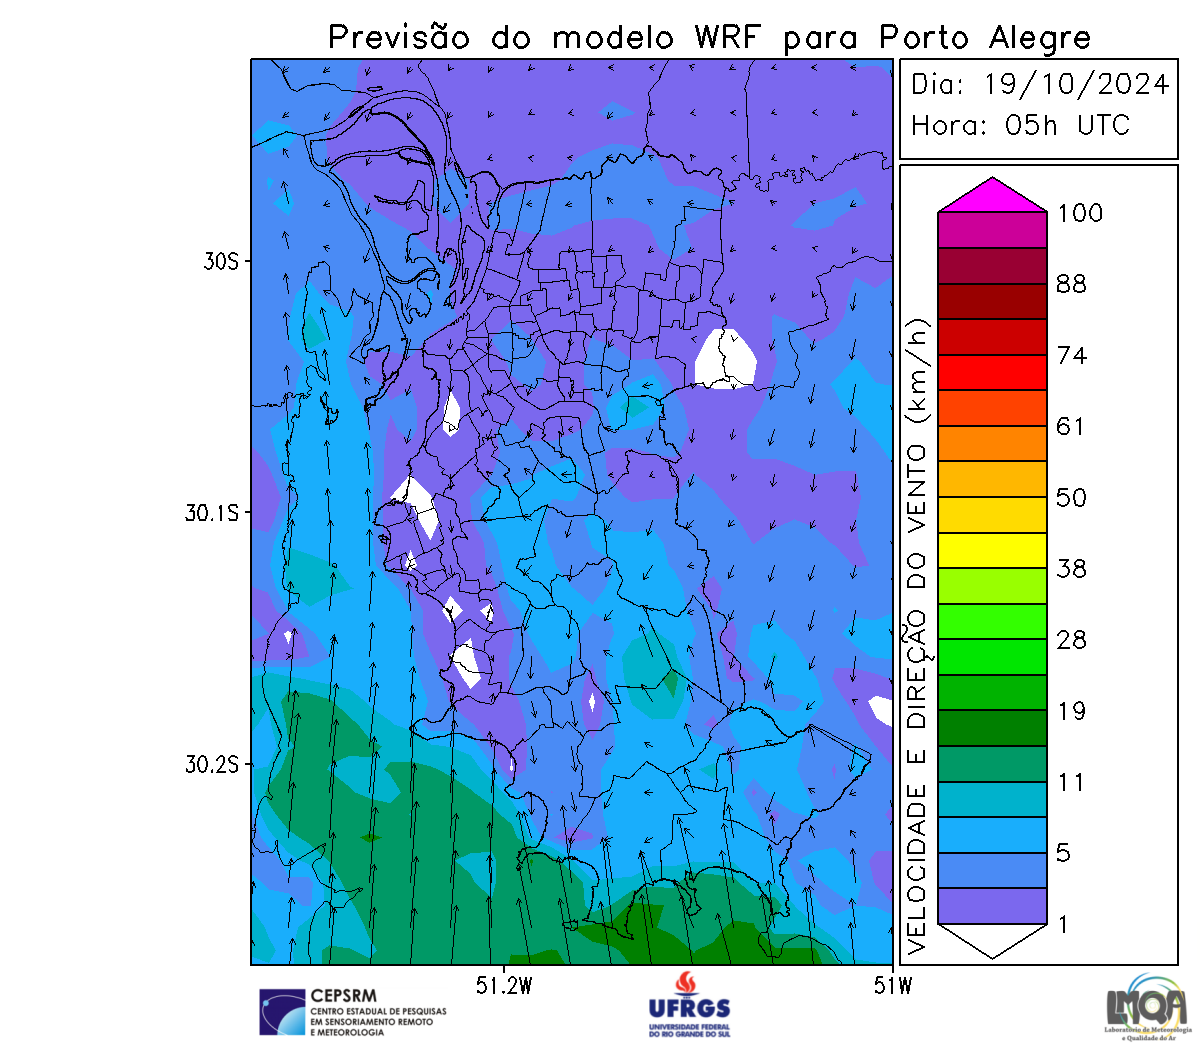 Previsão do modelo WRF para Porto Alegre
Dia: 19/10/2024
Hora: 05h UTC
30S
30.1S
30.2S
51.2W
51W
VELOCIDADE E DIREÇÃO DO VENTO (km/h)
100
88
74
61
50
38
28
19
11
5
1
CEPSRM
CENTRO ESTADUAL DE PESQUISAS
EM SENSORIAMENTO REMOTO
E METEOROLOGIA
UFRGS
UNIVERSIDADE FEDERAL
DO RIO GRANDE DO SUL
LMQA
Laboratório de Meteorologia
e Qualidade do Ar